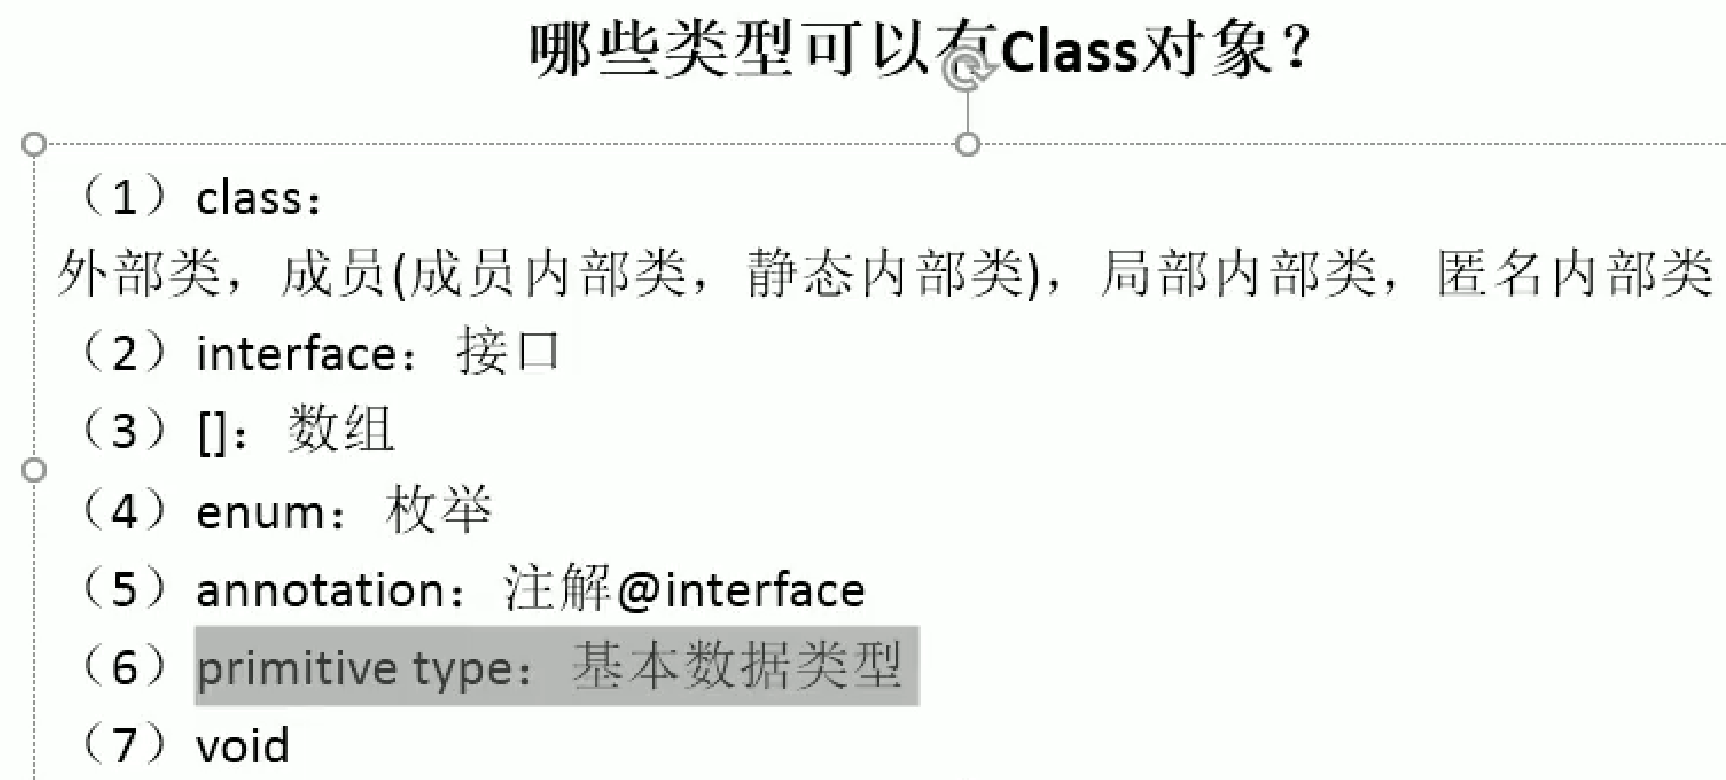 哪些类型可以有Class对象？
（1）class：
外部类，成员(成员内部类，静态内部类)，局部内部类，匿名内部类
（2）interface：接口
（3）[]：数组
（4）enum：枚举
（5）annotation：注解@interface
（6）primitive type：基本数据类型
（7）void